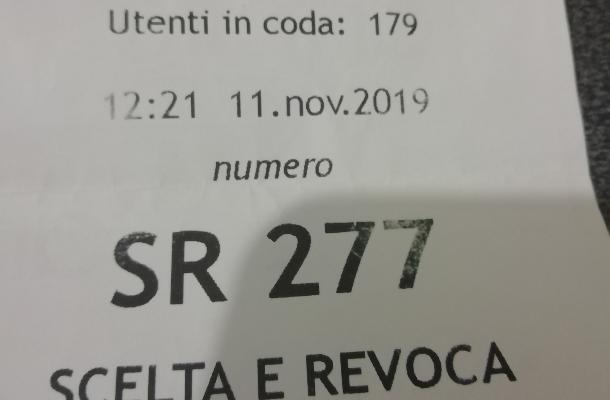 Utenti in coda: 179
12:21 11.nov.2019
numero
SR 277
SCELTA E REVOCA